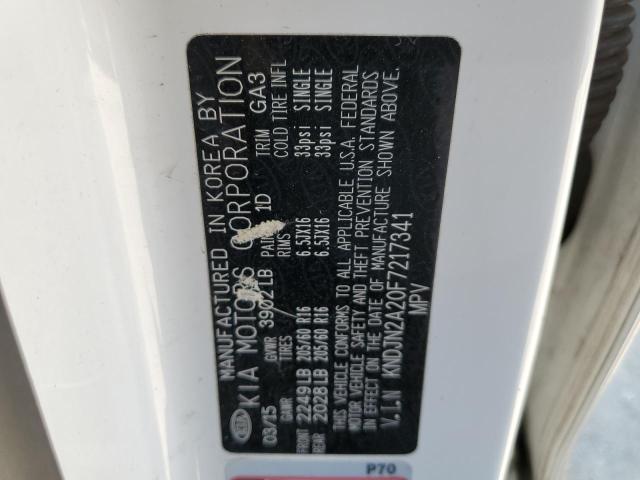 MANUFACTURED IN KOREA BY
KIA MOTORS CORPORATION
03/15 GVWR 3902LB PAINT 1D TRIM GA3
GAWR TIRES RIMS COLD TIRE INFL
FRONT 2249LB 205/60 R16 6.5JX16 33psi SINGLE
REAR 2028LB 205/60 R16 6.5JX16 33psi SINGLE
THIS VEHICLE CONFORMS TO ALL APPLICABLE U.S.A. FEDERAL
MOTOR VEHICLE SAFETY AND THEFT PREVENTION STANDARDS
IN EFFECT ON THE DATE OF MANUFACTURE SHOWN ABOVE.
V.I.N KNDJN2A20F7217341
MPV
KIA
P70